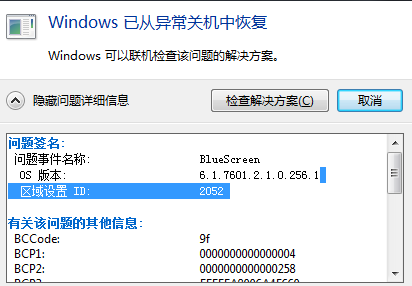 Windows 已从异常关机中恢复
Windows 可以联机检查该问题的解决方案。
隐藏问题详细信息 检查解决方案(C) 取消
问题签名:
问题事件名称: BlueScreen
OS 版本: 6.1.7601.2.1.0.256.1
区域设置 ID: 2052
有关该问题的其他信息:
BCCode: 9f
BCP1: 0000000000000004
BCP2: 0000000000000258